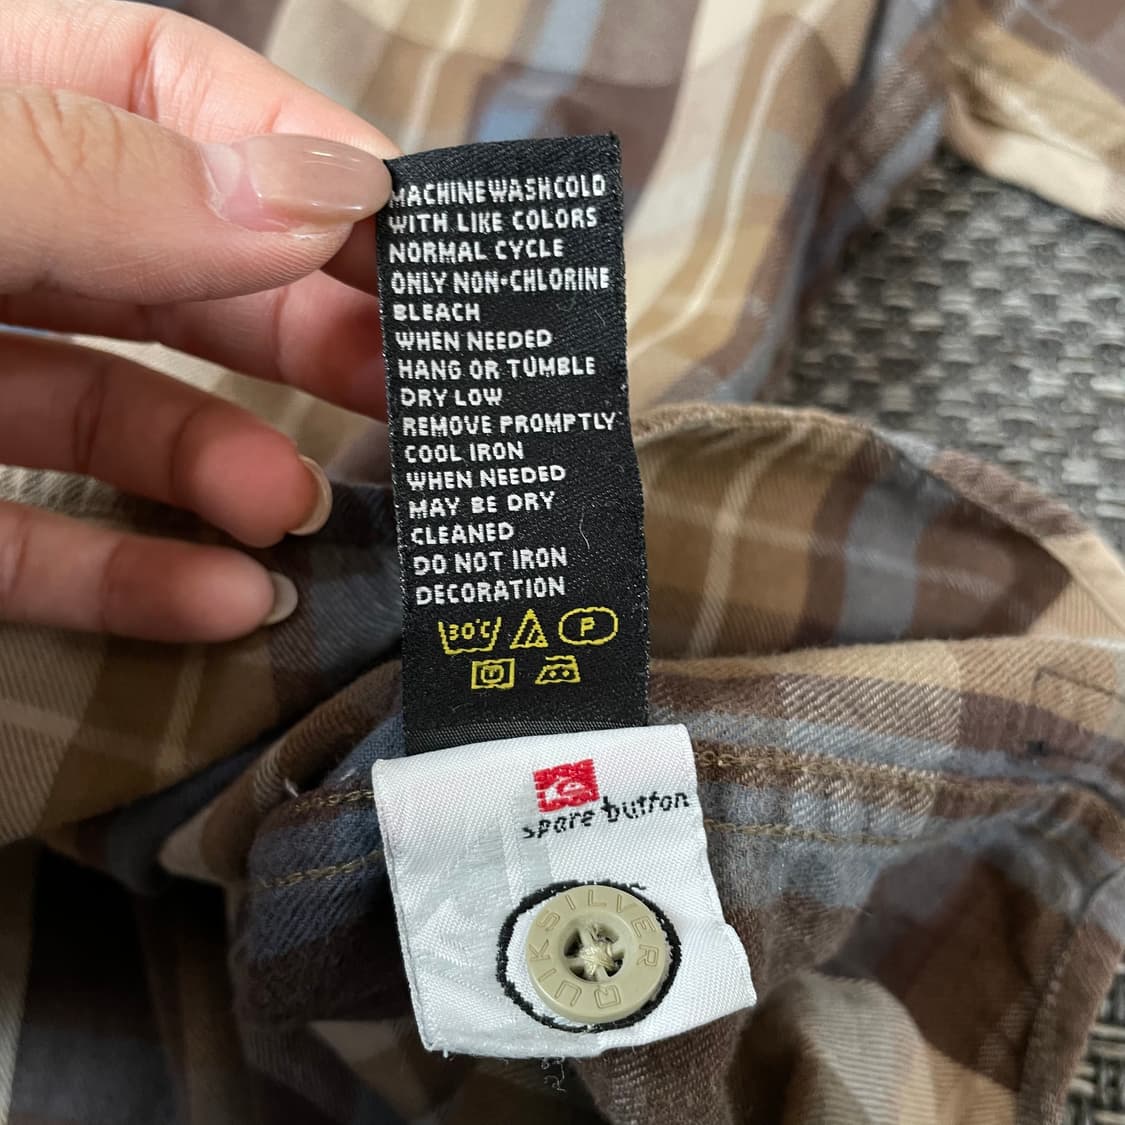 MACHINE WASH COLD
WITH LIKE COLORS
NORMAL CYCLE
ONLY NON-CHLORINE
BLEACH
WHEN NEEDED
HANG OR TUMBLE
DRY LOW
REMOVE PROMPTLY
COOL IRON
WHEN NEEDED
MAY BE DRY
CLEANED
DO NOT IRON
DECORATION
30°C P
spare button
QUIKSILVER